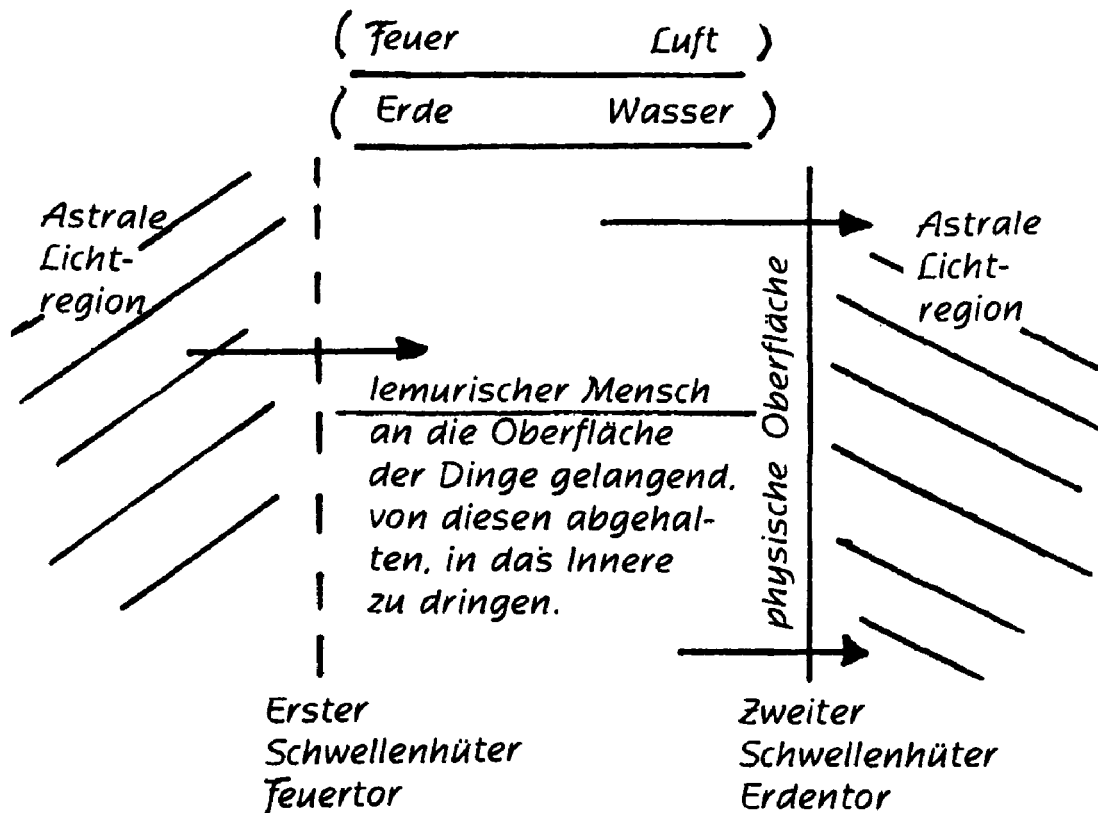 ( Feuer Luft )
( Erde Wasser )
Astrale
Licht-
region
Astrale
Licht-
region
lemurischer Mensch
an die Oberfläche
der Dinge gelangend,
von diesen abgehal-
ten, in das Innere
zu dringen.
physische Oberfläche
Erster
Schwellenhüter
Feuertor
Zweiter
Schwellenhüter
Erdentor